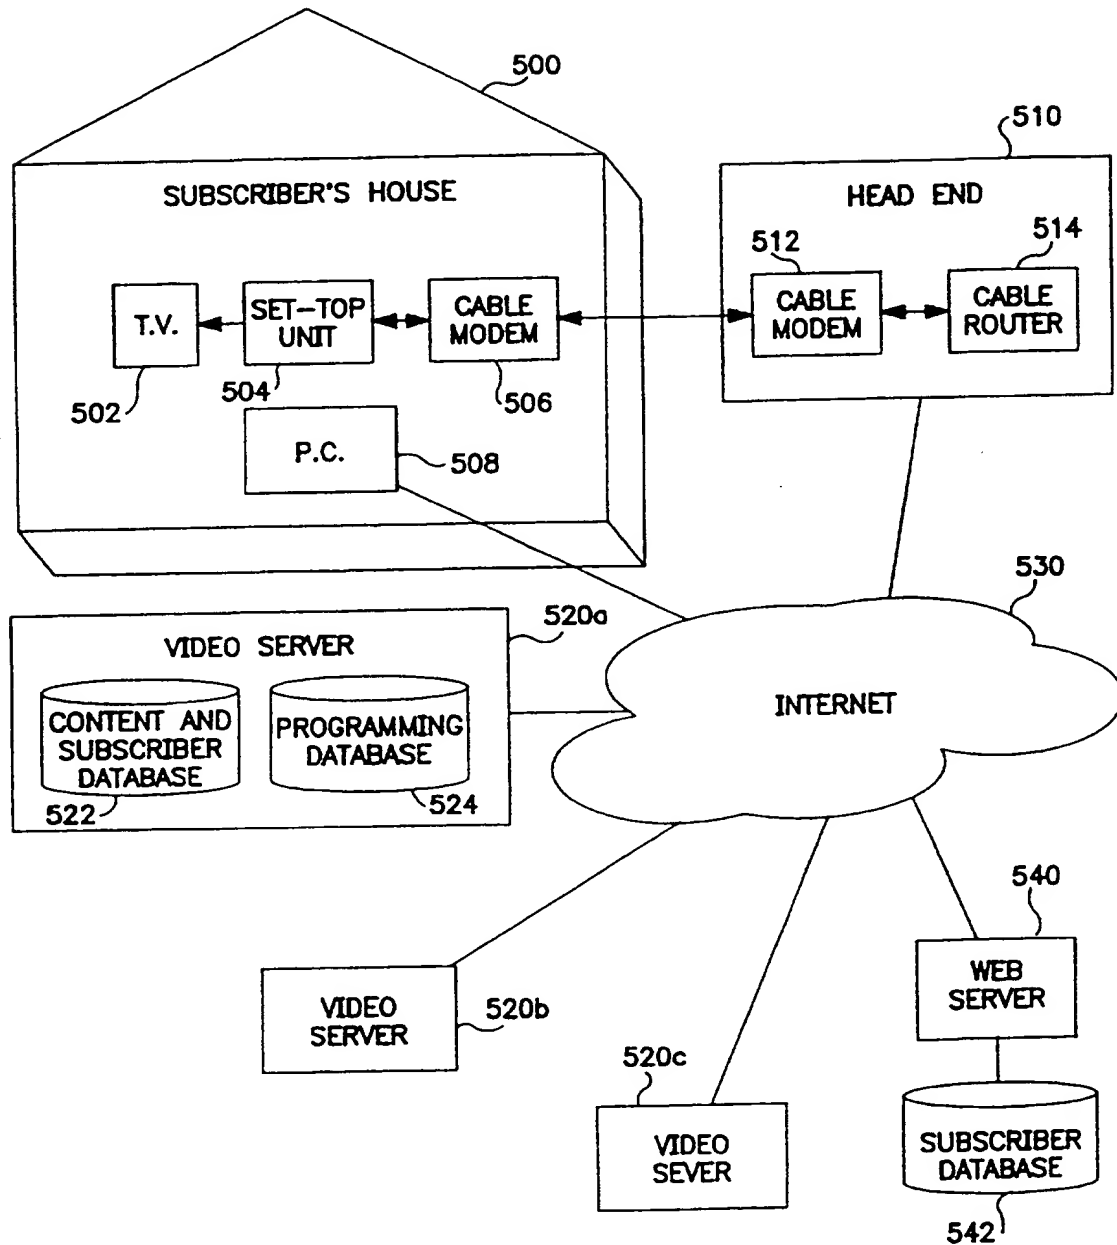 500
510
SUBSCRIBER'S HOUSE
HEAD END
512
514
T.V.
SET-TOP
UNIT
CABLE
MODEM
CABLE
MODEM
CABLE
ROUTER
502
504
506
P.C.
508
530
520a
VIDEO SERVER
CONTENT AND
SUBSCRIBER
DATABASE
PROGRAMMING
DATABASE
522
524
INTERNET
540
WEB
SERVER
VIDEO
SERVER
520b
520c
VIDEO
SEVER
SUBSCRIBER
DATABASE
542